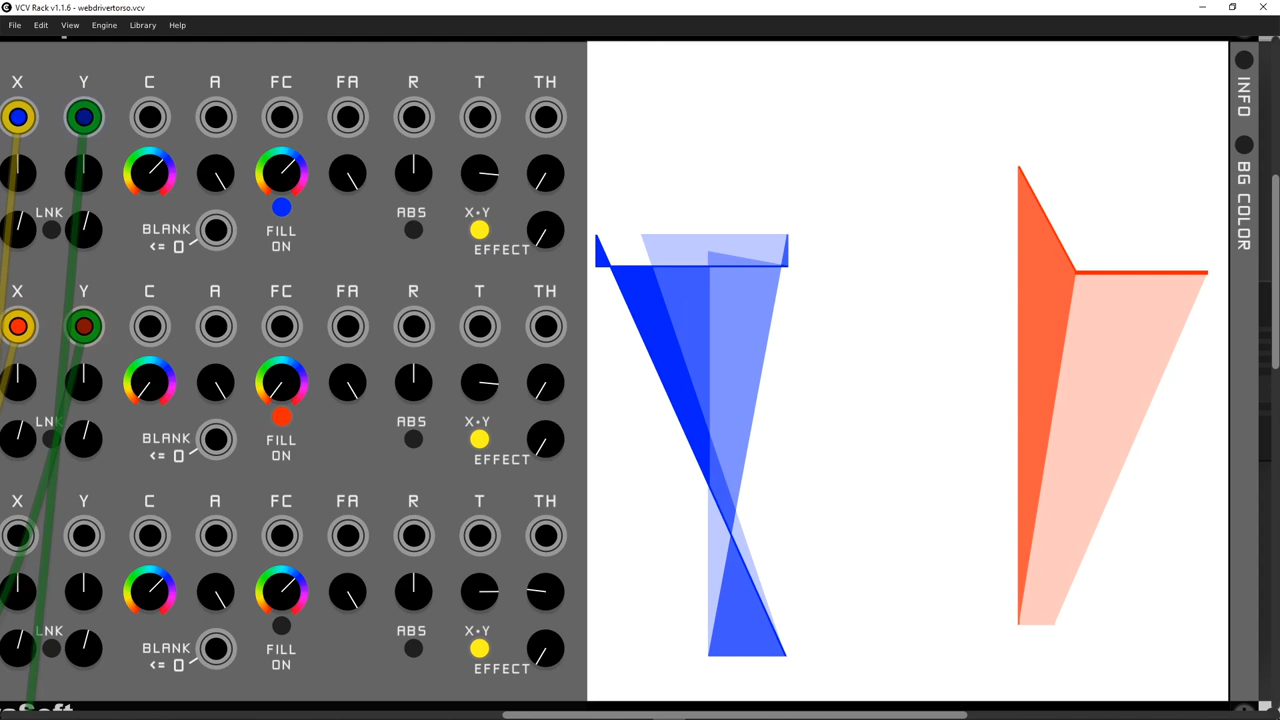 VCV Rack v1.1.6 - webdrivertorso.vcv
File Edit View Engine Library Help
X Y C A FC FA R T TH
LNK BLANK <= 0 FILL ON ABS X•Y EFFECT
X Y C A FC FA R T TH
LNK BLANK <= 0 FILL ON ABS X•Y EFFECT
X Y C A FC FA R T TH
LNK BLANK <= 0 FILL ON ABS X•Y EFFECT
INFO
BG COLOR